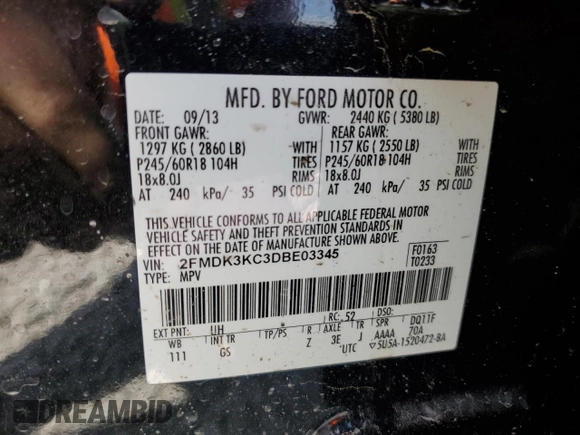 MFD. BY FORD MOTOR CO.
DATE: 09/13 GVWR: 2440 KG ( 5380 LB)
FRONT GAWR: REAR GAWR:
1297 KG ( 2860 LB) WITH 1157 KG ( 2550 LB) WITH
P245/60R18 104H TIRES P245/60R18 104H TIRES
18x8.0J RIMS 18x8.0J RIMS
AT 240 kPa/ 35 PSI COLD AT 240 kPa/ 35 PSI COLD
THIS VEHICLE CONFORMS TO ALL APPLICABLE FEDERAL MOTOR
VEHICLE SAFETY AND THEFT PREVENTION STANDARDS
IN EFFECT ON THE DATE OF MANUFACTURE SHOWN ABOVE.
VIN: 2FMDK3KC3DBE03345 F0163
TYPE: MPV T0233
EXT PNT: UH RC: 52 DSO:
WB INT TR TP/PS R AXLE TR SPR DQ1TF
111 GS Z 3E J AAAA 70A
UTC 5U5A-1520472-BA
DREAMBID